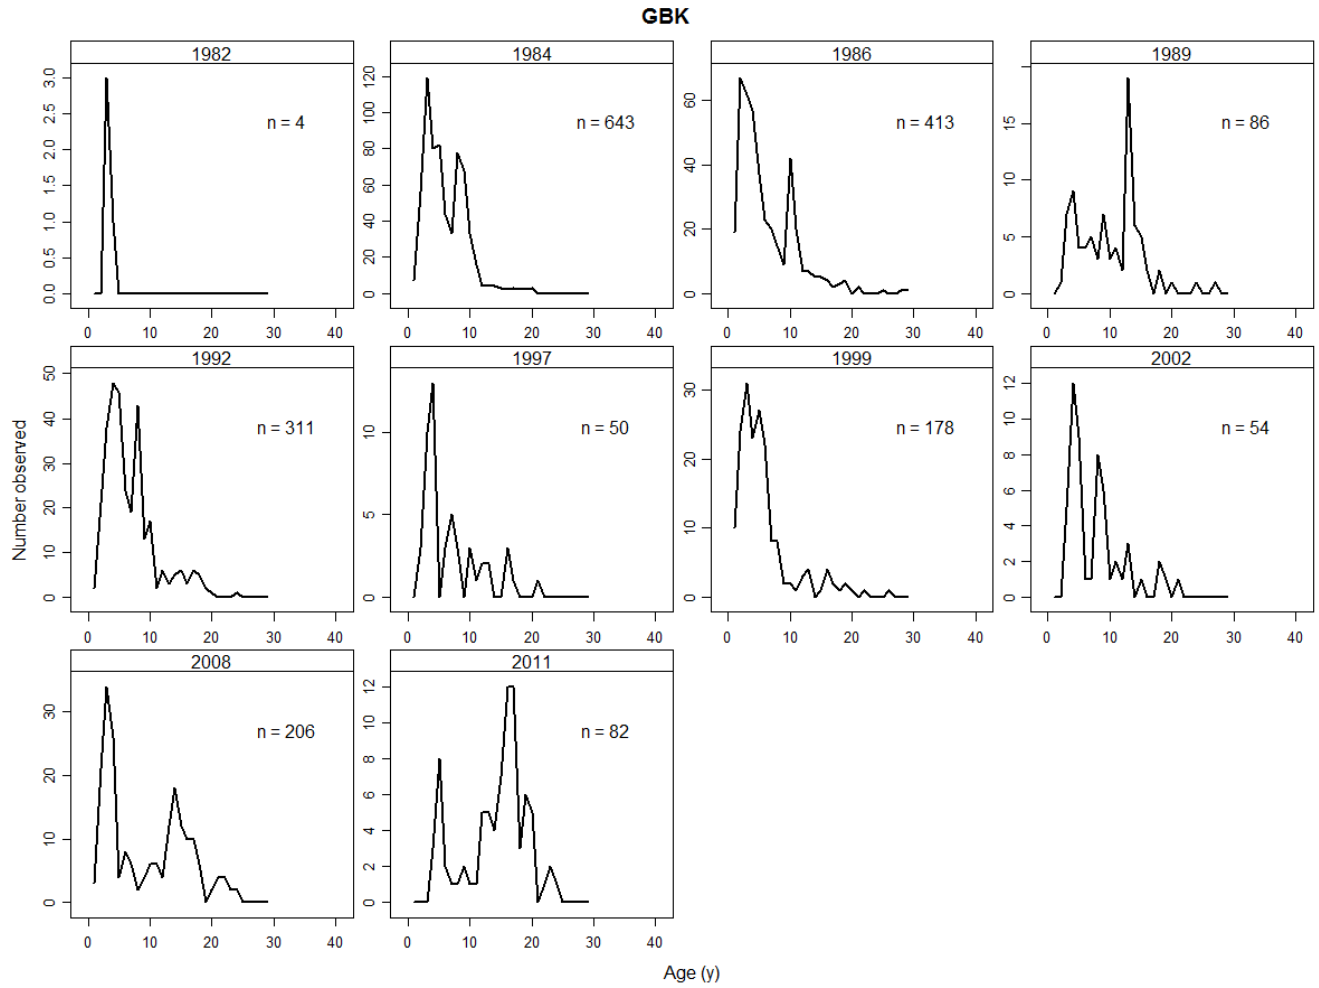 GBK
1982
1984
1986
1989
n = 4
n = 643
n = 413
n = 86
0.0 0.5 1.0 1.5 2.0 2.5 3.0
0 20 40 60 80 100 120
0 20 40 60
0 5 10 15
0 10 20 30 40
0 10 20 30 40
0 10 20 30 40
0 10 20 30 40
1992
1997
1999
2002
n = 311
n = 50
n = 178
n = 54
0 10 20 30 40 50
0 5 10
0 10 20 30
0 2 4 6 8 10 12
0 10 20 30 40
0 10 20 30 40
0 10 20 30 40
0 10 20 30 40
Number observed
2008
2011
n = 206
n = 82
0 10 20 30
0 2 4 6 8 10 12
0 10 20 30 40
0 10 20 30 40
Age (y)